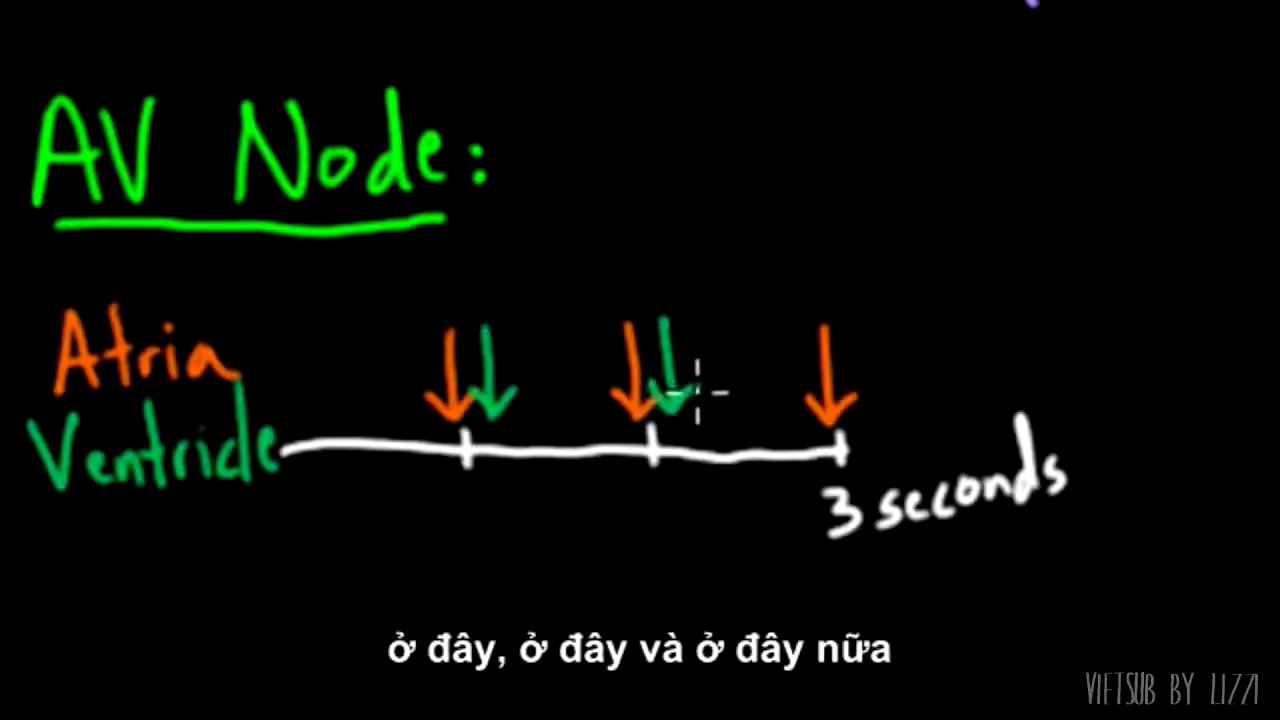 AV Node:
Atria
Ventricle
3 seconds
ở đây, ở đây và ở đây nữa
VIETSUB BY LIZZI